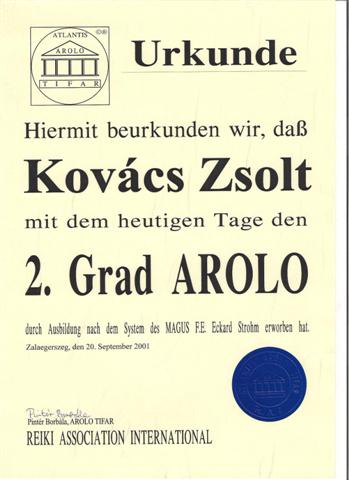 ATLANTIS
©®
AROLO
TIFAR
Urkunde
Hiermit beurkunden wir, daß
Kovács Zsolt
mit dem heutigen Tage den
2. Grad AROLO
durch Ausbildung nach dem System des MAGUS F.E. Eckard Strohm erworben hat.
Zalaegerszeg, den 20. September 2001
Pintér Borbála
Pintér Borbála, AROLO TIFAR
REIKI ASSOCIATION INTERNATIONAL